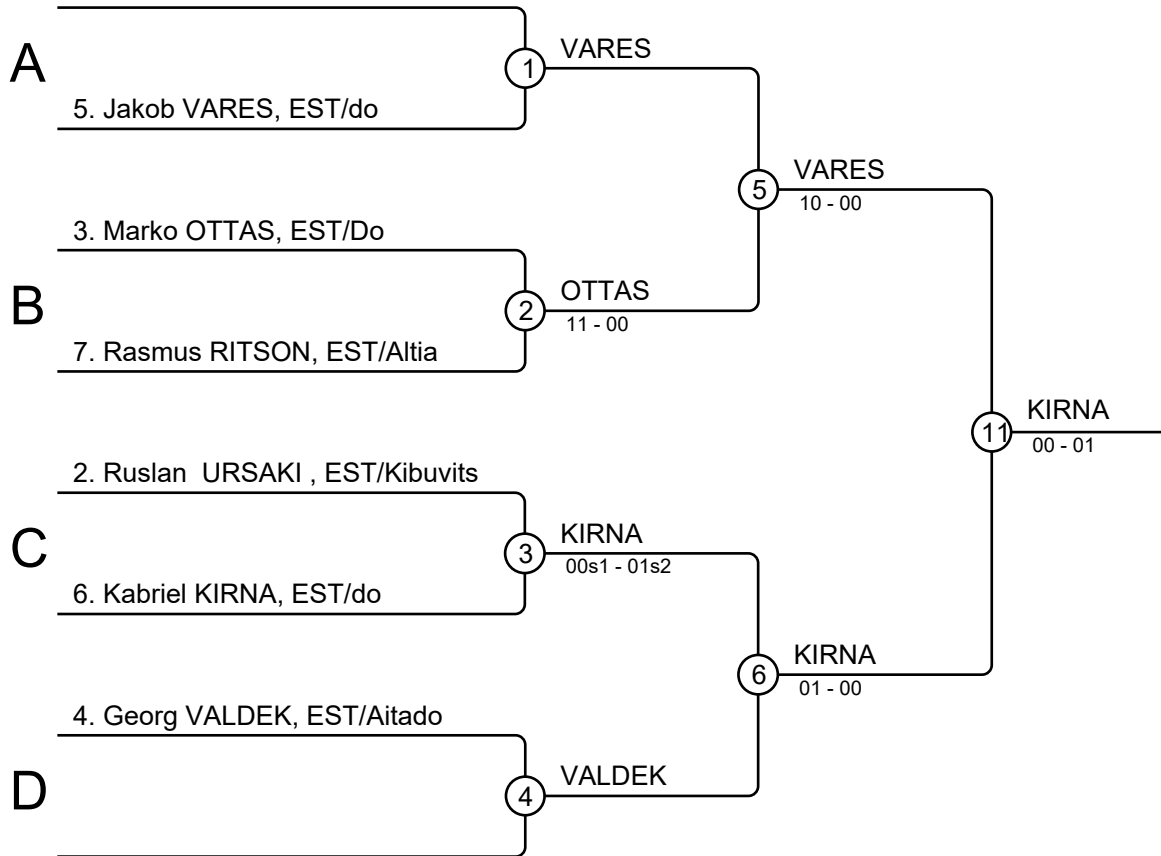 A
1
VARES
5. Jakob VARES, EST/do
5
VARES
10 - 00
3. Marko OTTAS, EST/Do
B
2
OTTAS
11 - 00
7. Rasmus RITSON, EST/Altia
11
KIRNA
00 - 01
2. Ruslan  URSAKI , EST/Kibuvits
C
3
KIRNA
00s1 - 01s2
6. Kabriel KIRNA, EST/do
6
KIRNA
01 - 00
4. Georg VALDEK, EST/Aitado
D
4
VALDEK